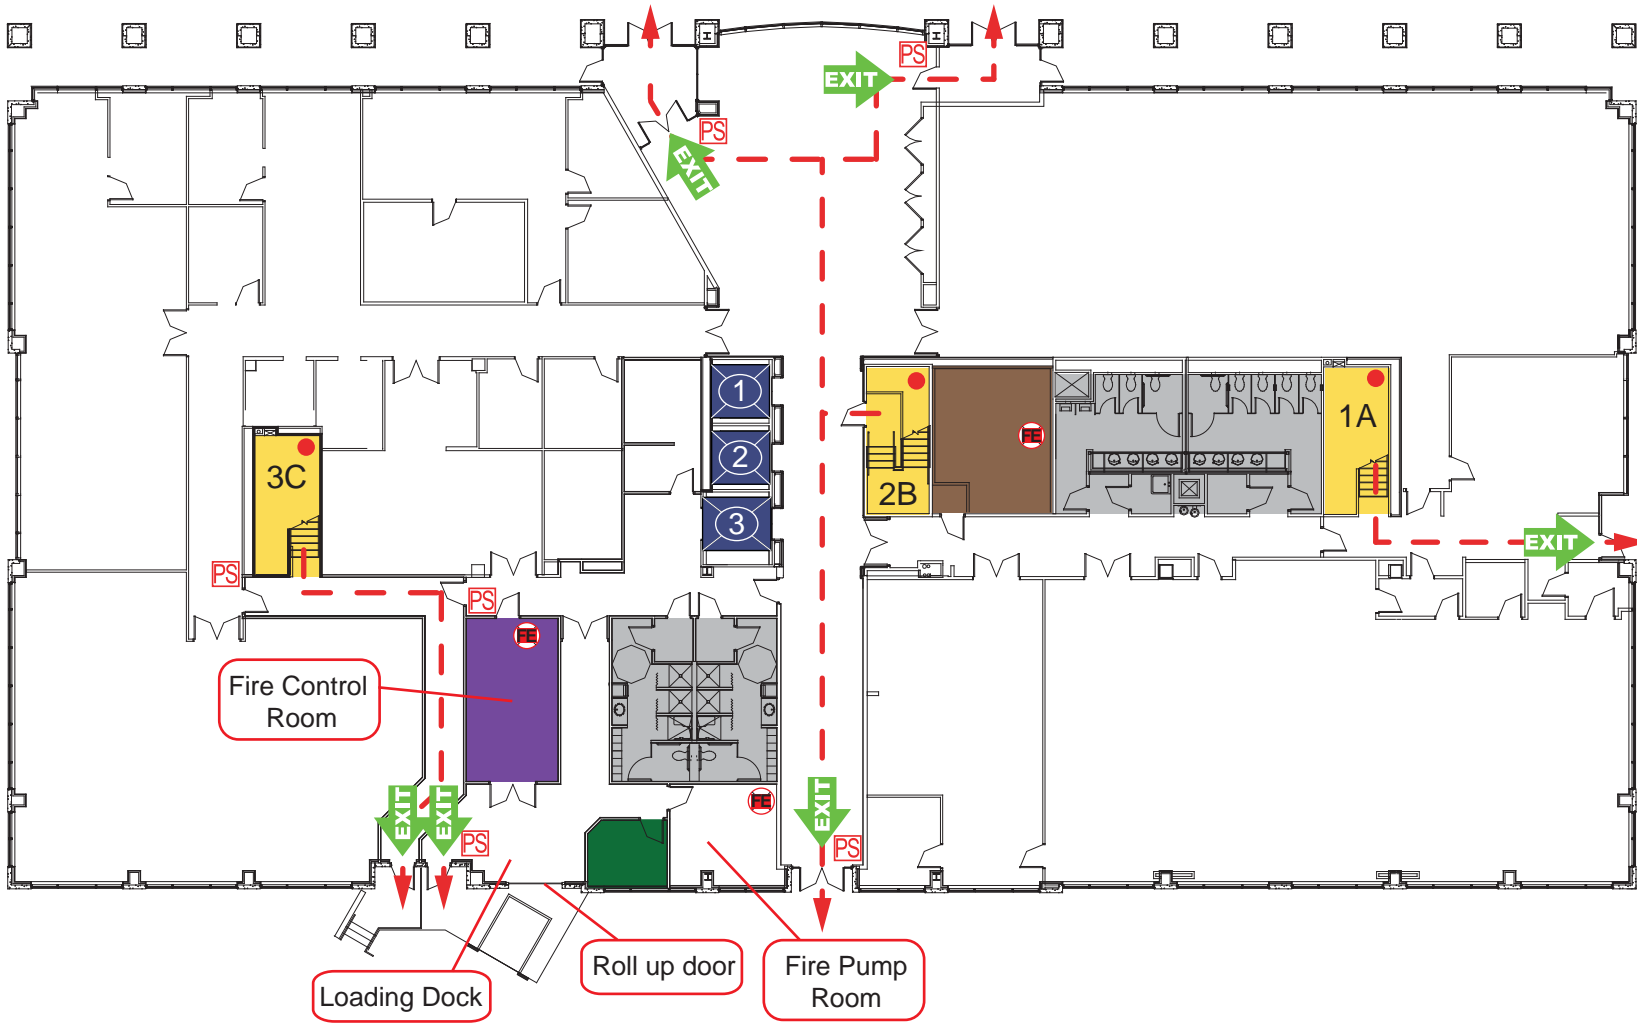 PS
EXIT
PS
EXIT
1
2
3
2B
FE
1A
3C
EXIT
PS
PS
FE
Fire Control
Room
EXIT
EXIT
EXIT
FE
PS
PS
Roll up door
Fire Pump
Room
Loading Dock